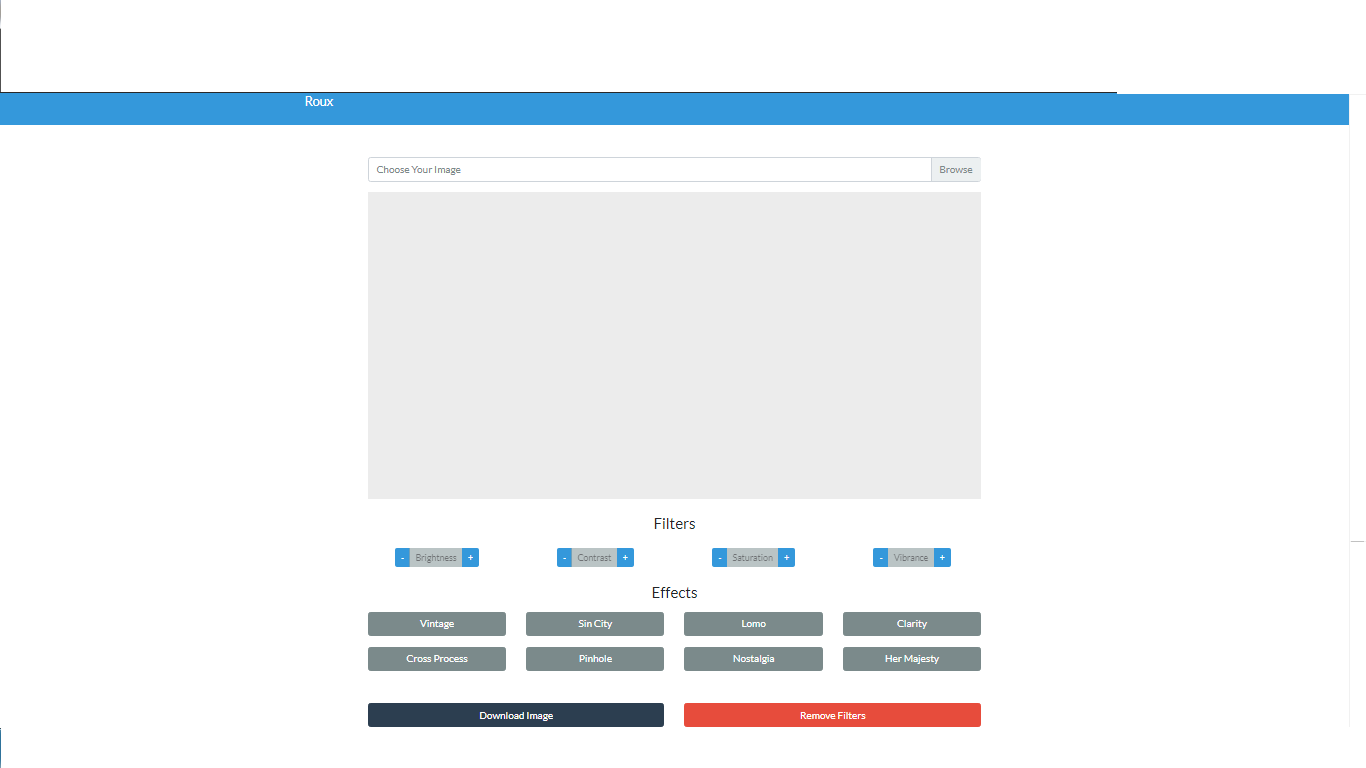 Roux
Choose Your Image Browse
Filters
- Brightness + - Contrast + - Saturation + - Vibrance +
Effects
Vintage Sin City Lomo Clarity
Cross Process Pinhole Nostalgia Her Majesty
Download Image Remove Filters